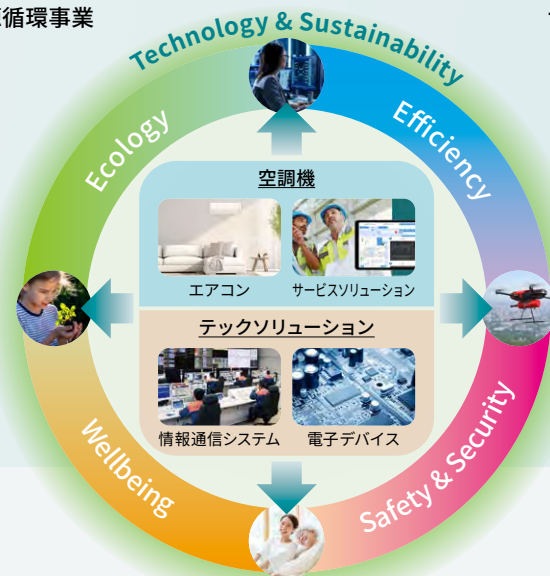 循環事業
Technology & Sustainability
Ecology
Efficiency
空調機
エアコン
サービスソリューション
テックソリューション
情報通信システム
電子デバイス
Wellbeing
Safety & Security